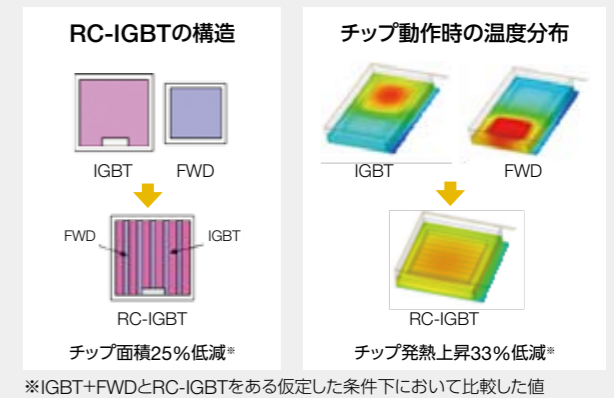 RC-IGBTの構造
IGBT FWD
FWD IGBT
RC-IGBT
チップ面積25%低減※
チップ動作時の温度分布
IGBT FWD
RC-IGBT
チップ発熱上昇33%低減※
※IGBT+FWDとRC-IGBTをある仮定した条件下において比較した値